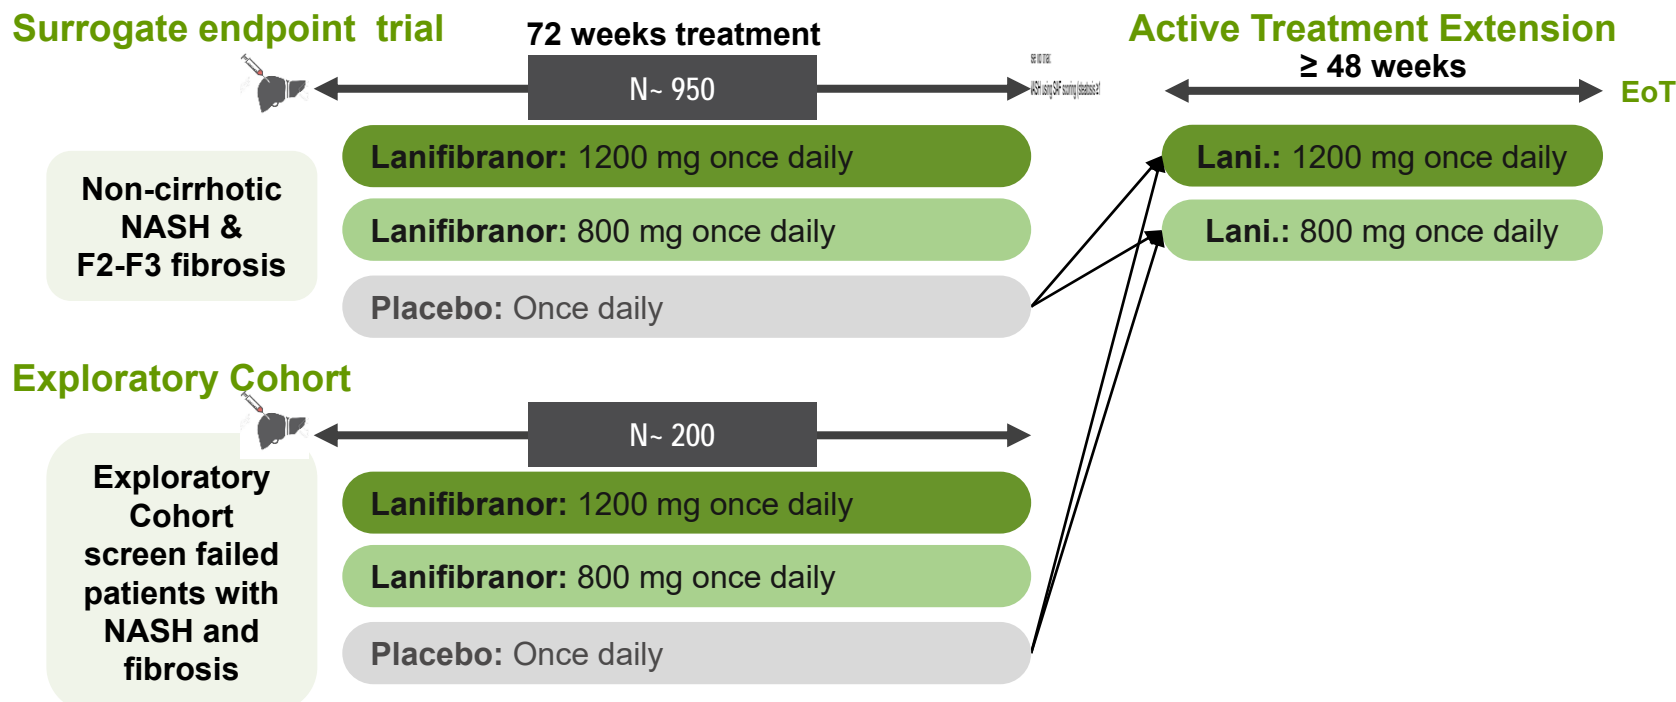 Surrogate endpoint trial
72 weeks treatment
Active Treatment Extension
≥ 48 weeks
N~ 950
EoT
Lanifibranor: 1200 mg once daily
Lani.: 1200 mg once daily
Non-cirrhotic
NASH &
F2-F3 fibrosis
Lanifibranor: 800 mg once daily
Lani.: 800 mg once daily
Placebo: Once daily
Exploratory Cohort
N~ 200
Exploratory
Cohort
screen failed
patients with
NASH and
fibrosis
Lanifibranor: 1200 mg once daily
Lanifibranor: 800 mg once daily
Placebo: Once daily